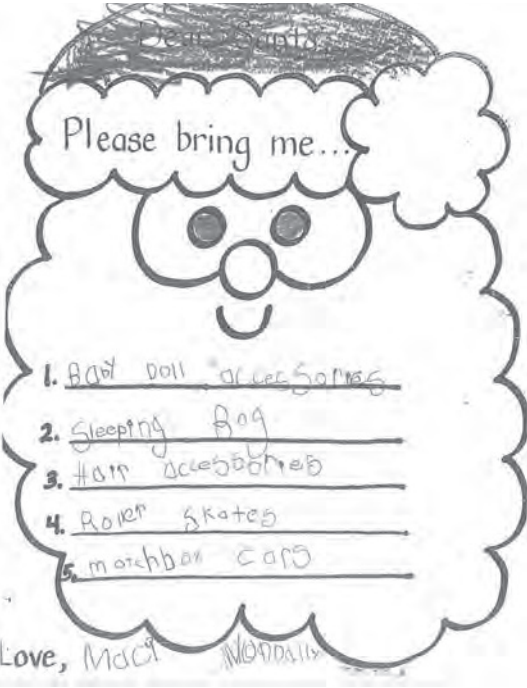 Dear Santa...
Please bring me...
1. Baby Doll accessories
2. Sleeping Bag
3. Hair accessories
4. Roller skates
5. matchbox cars
Love, Maci